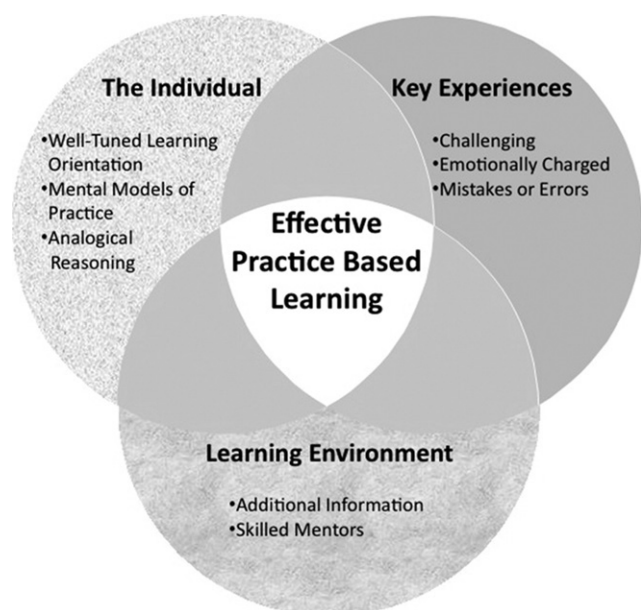 The Individual
•Well-Tuned Learning
Orientation
•Mental Models of
Practice
•Analogical
Reasoning
Key Experiences
•Challenging
•Emotionally Charged
•Mistakes or Errors
Effective
Practice Based
Learning
Learning Environment
•Additional Information
•Skilled Mentors